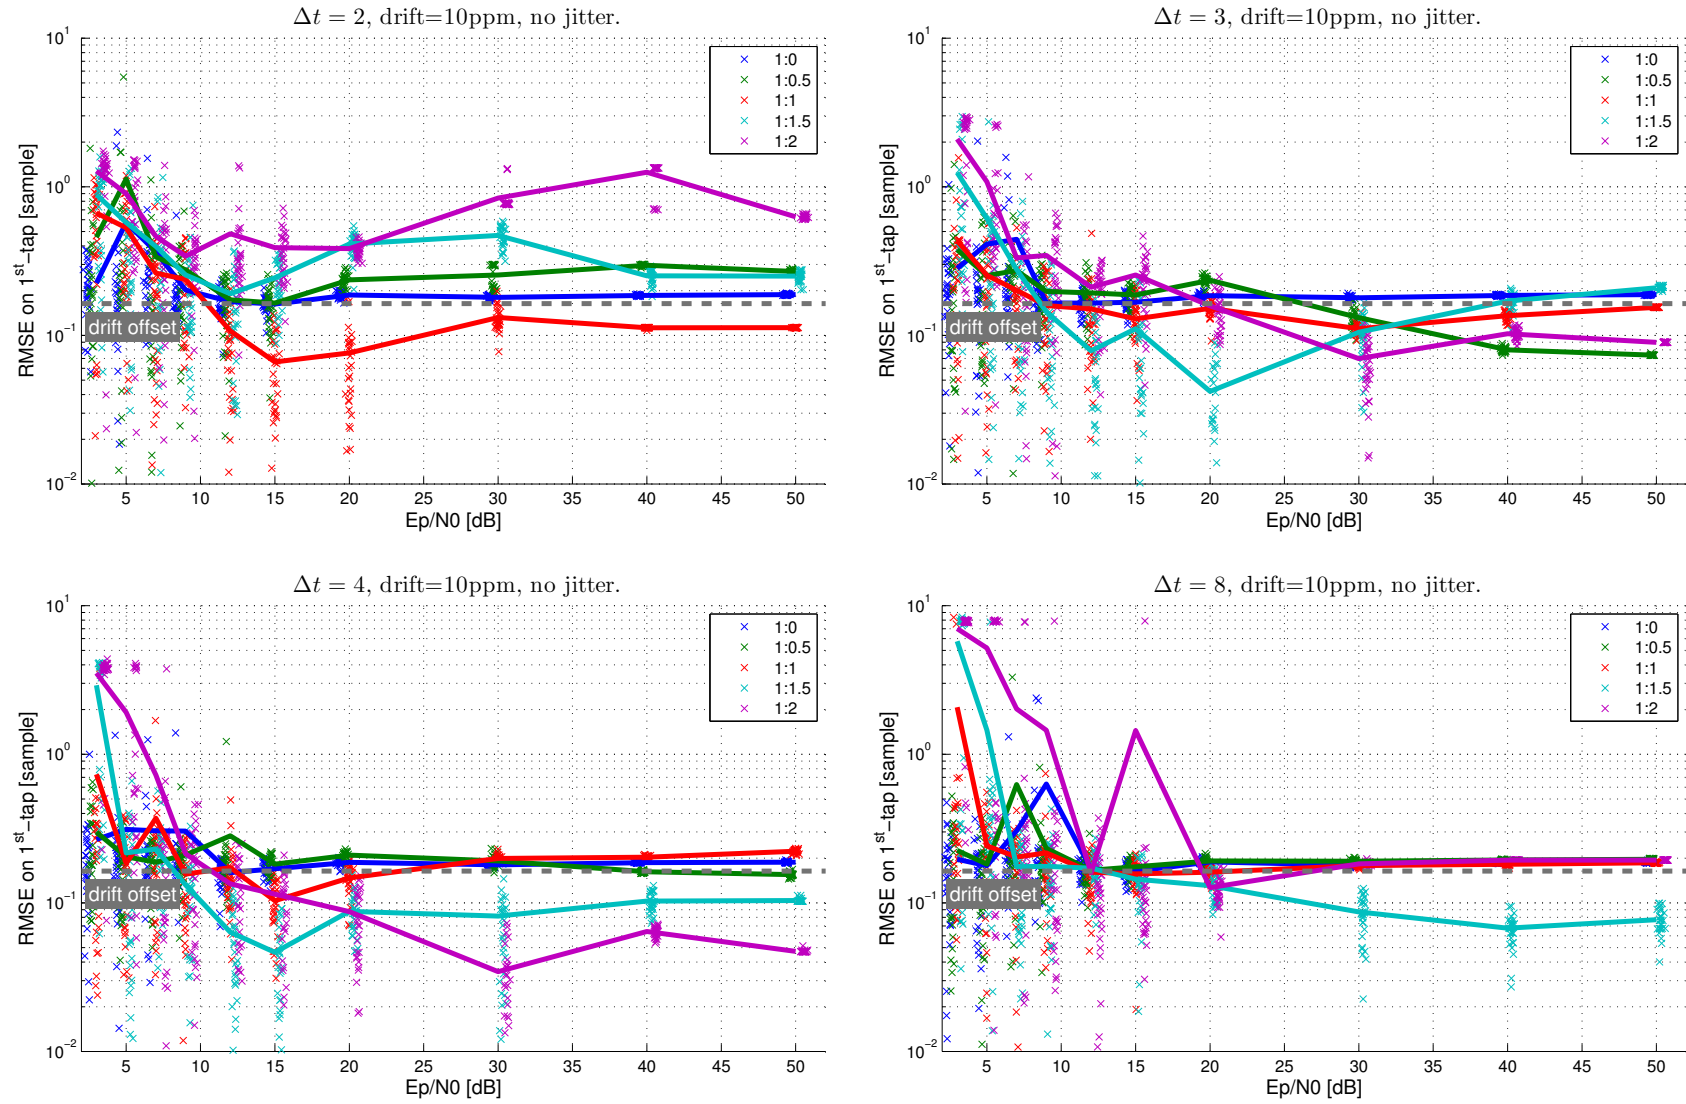 Δt = 2, drift=10ppm, no jitter.
10^1
10^0
10^−1
10^−2
RMSE on 1^st−tap [sample]
1:0
1:0.5
1:1
1:1.5
1:2
drift offset
5 10 15 20 25 30 35 40 45 50
Ep/N0 [dB]
Δt = 3, drift=10ppm, no jitter.
10^1
10^0
10^−1
10^−2
RMSE on 1^st−tap [sample]
1:0
1:0.5
1:1
1:1.5
1:2
drift offset
5 10 15 20 25 30 35 40 45 50
Ep/N0 [dB]
Δt = 4, drift=10ppm, no jitter.
10^1
10^0
10^−1
10^−2
RMSE on 1^st−tap [sample]
1:0
1:0.5
1:1
1:1.5
1:2
drift offset
5 10 15 20 25 30 35 40 45 50
Ep/N0 [dB]
Δt = 8, drift=10ppm, no jitter.
10^1
10^0
10^−1
10^−2
RMSE on 1^st−tap [sample]
1:0
1:0.5
1:1
1:1.5
1:2
drift offset
5 10 15 20 25 30 35 40 45 50
Ep/N0 [dB]